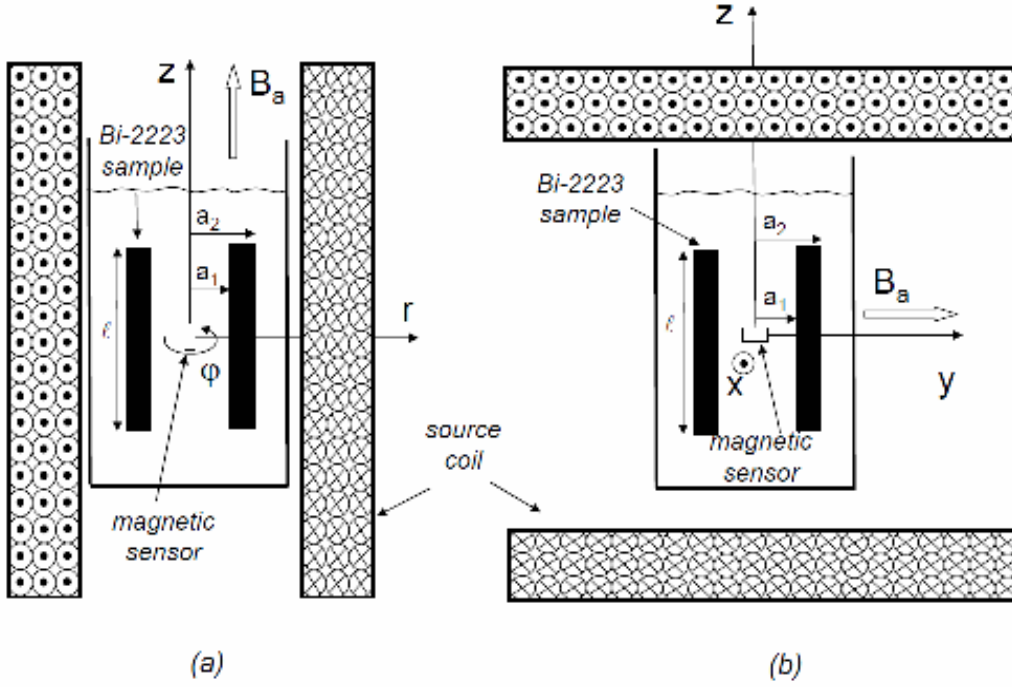 z
B_a
Bi-2223
sample
a_2
a_1
ℓ
r
φ
magnetic
sensor
source
coil
(a)
z
Bi-2223
sample
a_2
a_1
B_a
ℓ
x
y
magnetic
sensor
(b)